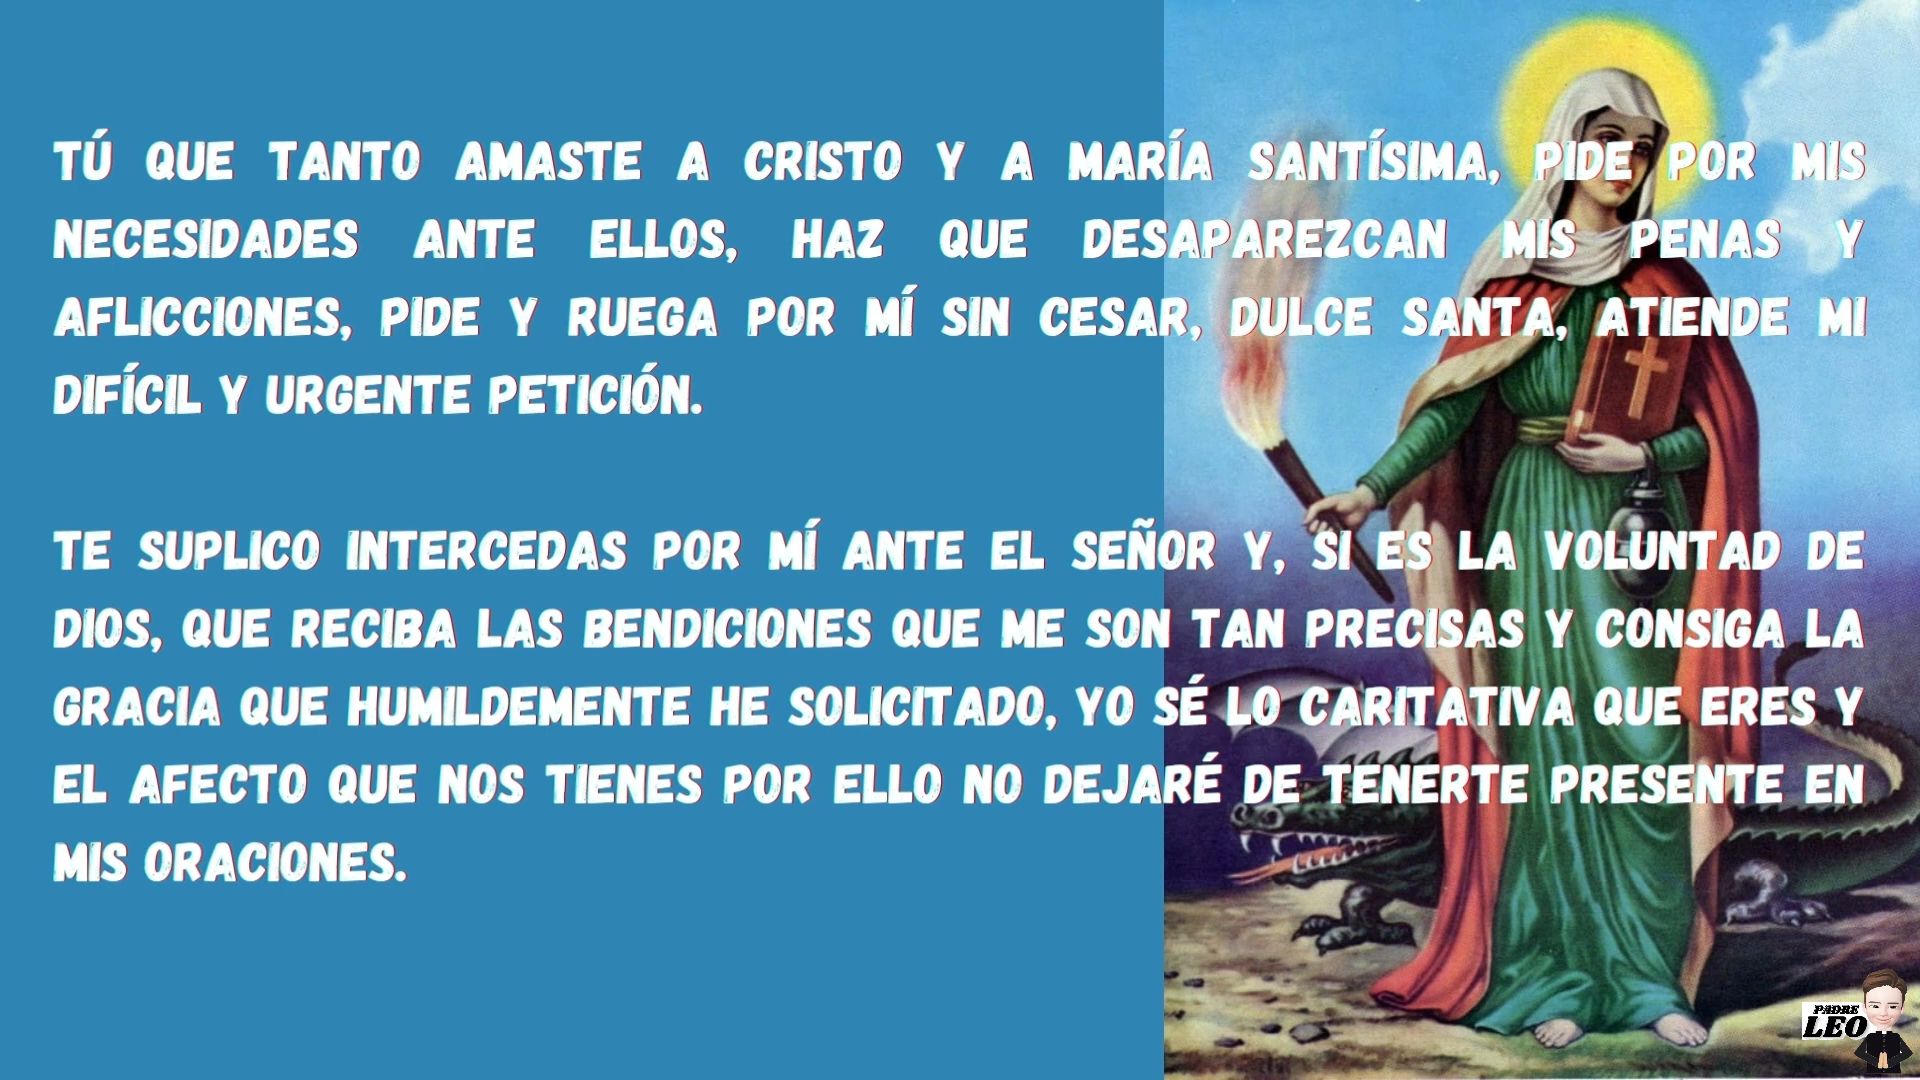 TÚ QUE TANTO AMASTE A CRISTO Y A MARÍA SANTÍSIMA, PIDE POR MIS
NECESIDADES ANTE ELLOS, HAZ QUE DESAPAREZCAN MIS PENAS Y
AFLICCIONES, PIDE Y RUEGA POR MÍ SIN CESAR, DULCE SANTA, ATIENDE MI
DIFÍCIL Y URGENTE PETICIÓN.
TE SUPLICO INTERCEDAS POR MÍ ANTE EL SEÑOR Y, SI ES LA VOLUNTAD DE
DIOS, QUE RECIBA LAS BENDICIONES QUE ME SON TAN PRECISAS Y CONSIGA LA
GRACIA QUE HUMILDEMENTE HE SOLICITADO, YO SÉ LO CARITATIVA QUE ERES Y
EL AFECTO QUE NOS TIENES POR ELLO NO DEJARÉ DE TENERTE PRESENTE EN
MIS ORACIONES.
PADRE
LEO